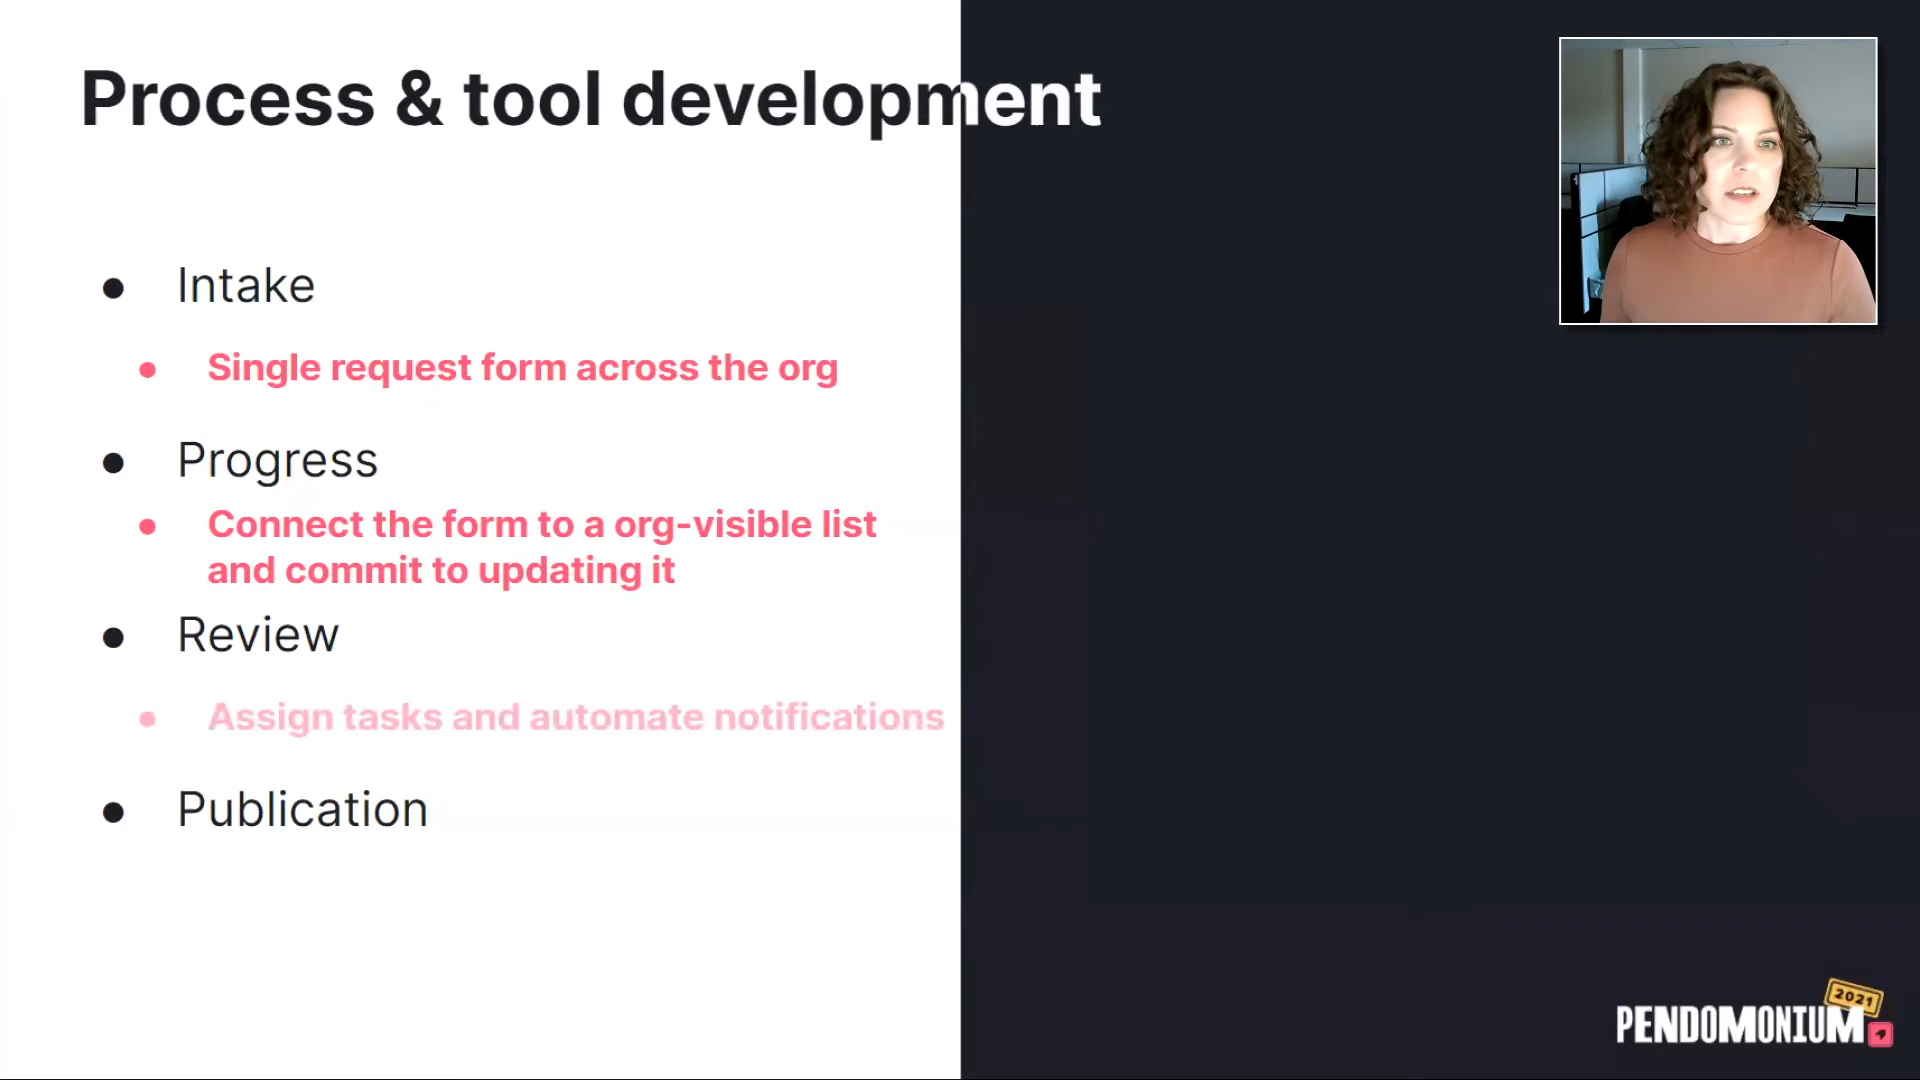 Process & tool development
● Intake
● Single request form across the org
● Progress
● Connect the form to a org-visible list
and commit to updating it
● Review
● Assign tasks and automate notifications
● Publication
2021
PENDOMONIUM